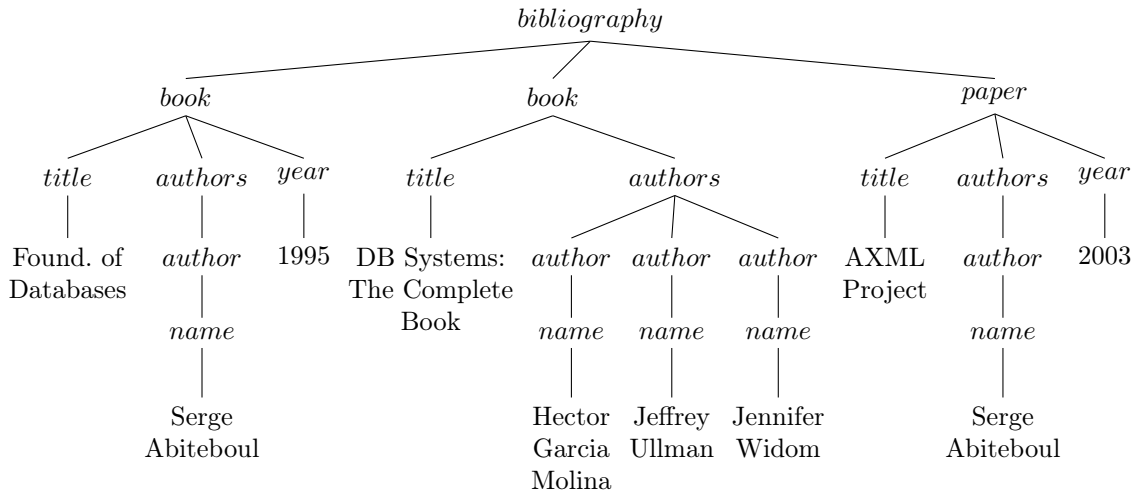 bibliography
book book paper
title authors year title authors title authors year
Found. of author 1995 DB Systems: author author author AXML author 2003
Databases The Complete Project
Book
name name name name name
Serge Hector Jeffrey Jennifer Serge
Abiteboul Garcia Ullman Widom Abiteboul
Molina